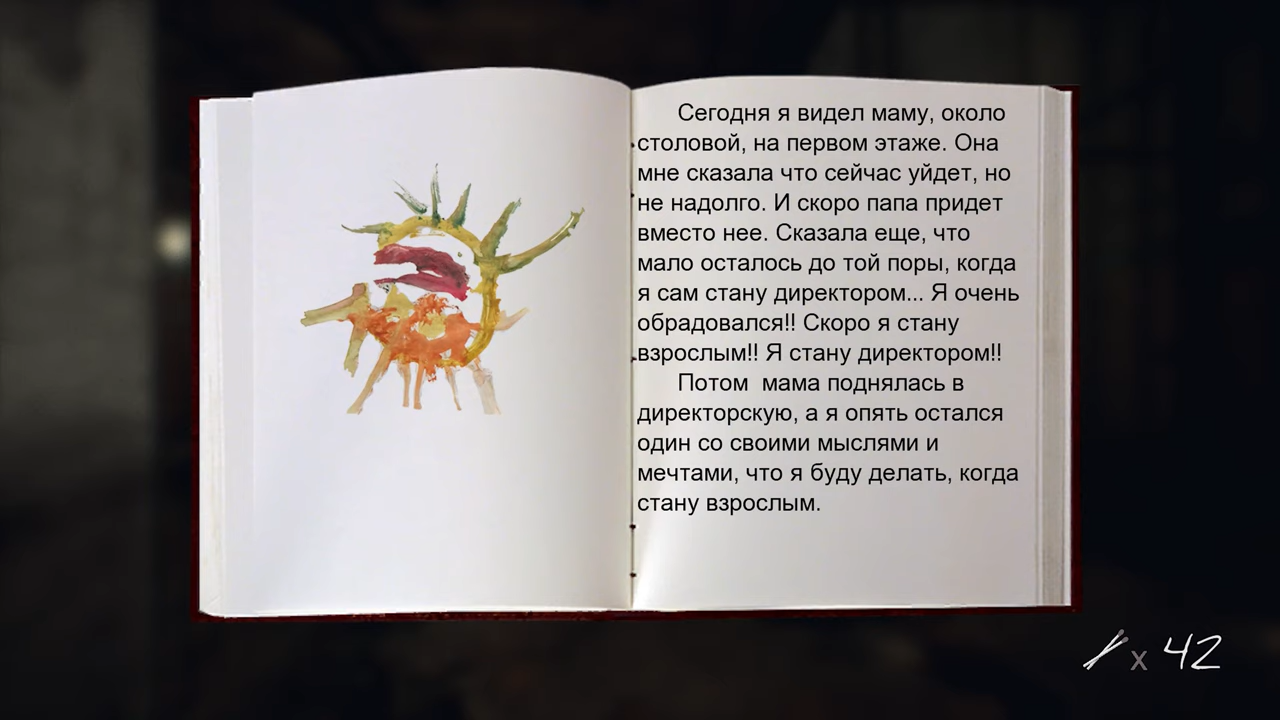 Сегодня я видел маму, около
столовой, на первом этаже. Она
мне сказала что сейчас уйдет, но
не надолго. И скоро папа придет
вместо нее. Сказала еще, что
мало осталось до той поры, когда
я сам стану директором... Я очень
обрадовался!! Скоро я стану
взрослым!! Я стану директором!!
Потом  мама поднялась в
директорскую, а я опять остался
один со своими мыслями и
мечтами, что я буду делать, когда
стану взрослым.
x 42